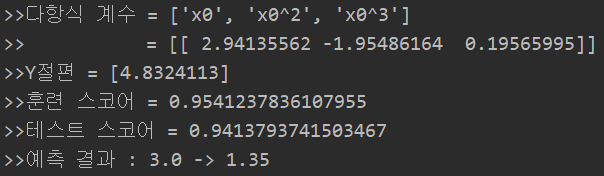 >>다항식 계수 = ['x0', 'x0^2', 'x0^3']
>>          = [[ 2.94135562 -1.95486164  0.19565995]]
>>Y절편 = [4.8324113]
>>훈련 스코어 = 0.9541237836107955
>>테스트 스코어 = 0.9413793741503467
>>예측 결과 : 3.0 -> 1.35